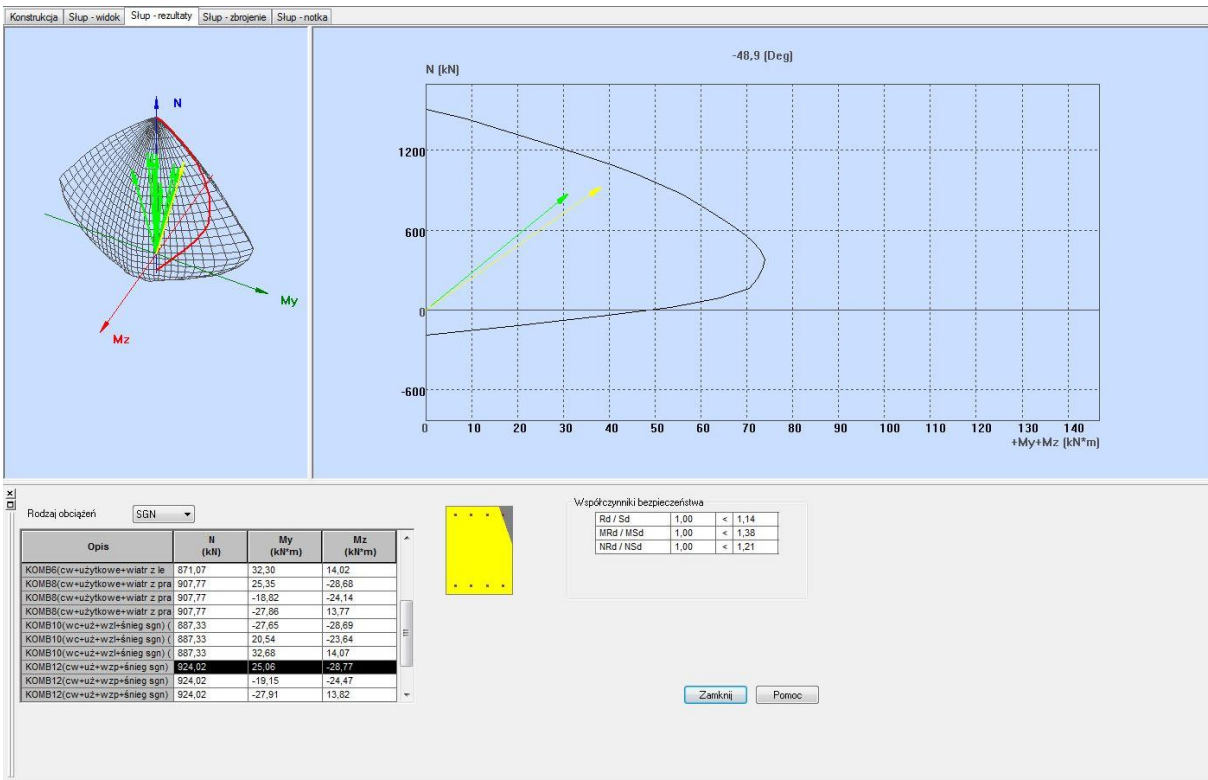 Konstrukcja Słup - widok Słup - rezultaty Słup - zbrojenie Słup - notka
N
My
Mz
-48,9 (Deg)
N (kN)
1200
600
0
-600
0 10 20 30 40 50 60 70 80 90 100 110 120 130 140
+My+Mz (kN*m)
Rodzaj obciążeń SGN
Opis N (kN) My (kN*m) Mz (kN*m)
KOMB6(cw+użytkowe+wiatr z le 871,07 32,30 14,02
KOMB8(cw+użytkowe+wiatr z pra 907,77 25,35 -28,68
KOMB8(cw+użytkowe+wiatr z pra 907,77 -18,82 -24,14
KOMB8(cw+użytkowe+wiatr z pra 907,77 -27,86 13,77
KOMB10(wc+uż+wzl+śnieg sgn) ( 887,33 -27,65 -28,69
KOMB10(wc+uż+wzl+śnieg sgn) ( 887,33 20,54 -23,64
KOMB10(wc+uż+wzl+śnieg sgn) ( 887,33 32,68 14,07
KOMB12(cw+uż+wzp+śnieg sgn) 924,02 25,06 -28,77
KOMB12(cw+uż+wzp+śnieg sgn) 924,02 -19,15 -24,47
KOMB12(cw+uż+wzp+śnieg sgn) 924,02 -27,91 13,82
Współczynniki bezpieczeństwa
Rd / Sd 1,00 < 1,14
MRd / MSd 1,00 < 1,38
NRd / NSd 1,00 < 1,21
Zamknij Pomoc